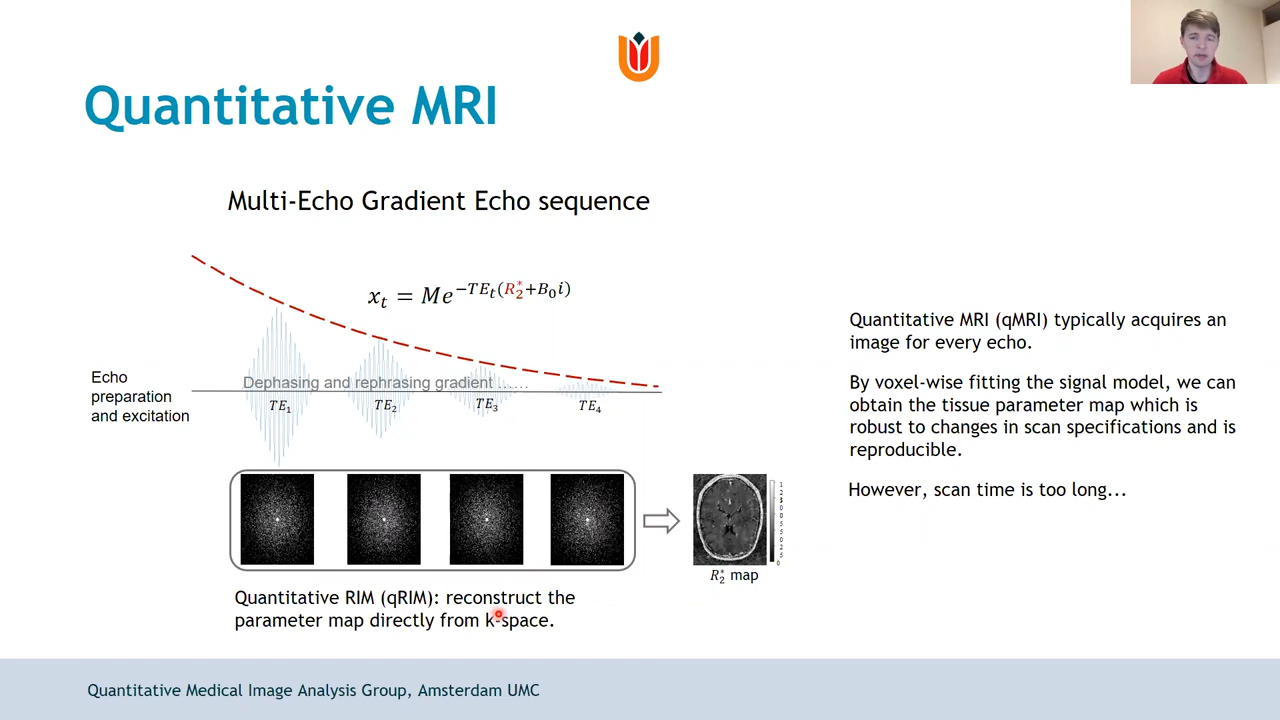 Quantitative MRI
Multi-Echo Gradient Echo sequence
x_t = Me^{-TE_t(R_2^*+B_0i)}
Echo
preparation
and excitation
Dephasing and rephrasing gradient ......
TE_1
TE_2
TE_3
TE_4
R_2^* map
Quantitative RIM (qRIM): reconstruct the
parameter map directly from k-space.
Quantitative MRI (qMRI) typically acquires an
image for every echo.
By voxel-wise fitting the signal model, we can
obtain the tissue parameter map which is
robust to changes in scan specifications and is
reproducible.
However, scan time is too long...
Quantitative Medical Image Analysis Group, Amsterdam UMC